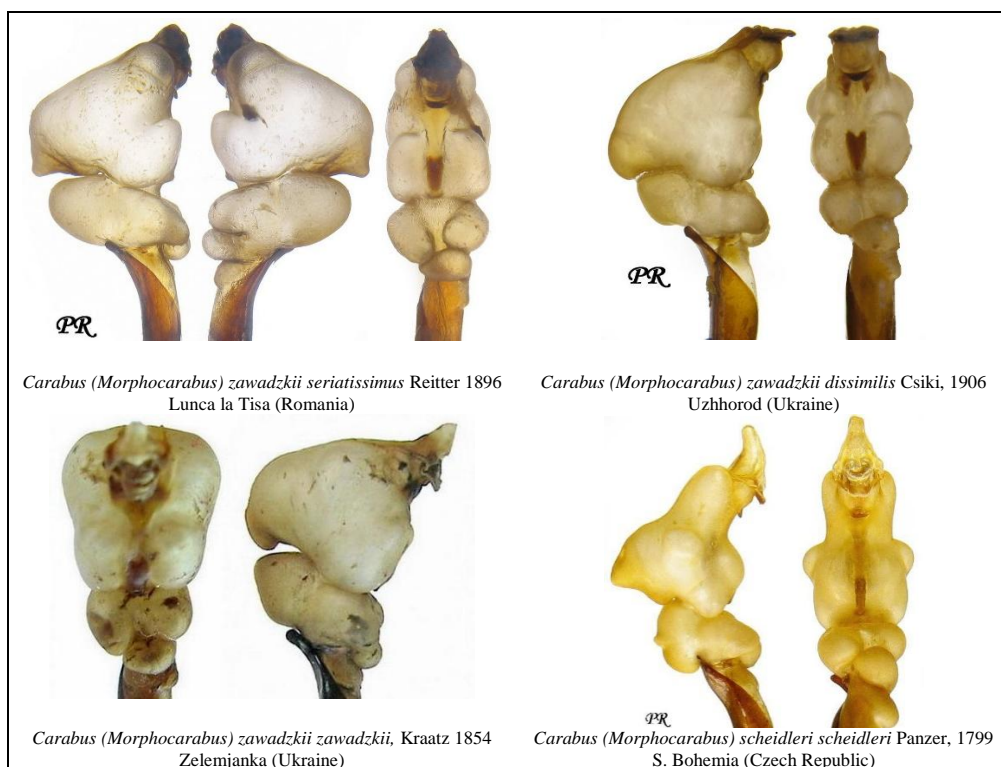 PR
PR
Carabus (Morphocarabus) zawadzkii seriatissimus Reitter 1896
Lunca la Tisa (Romania)
Carabus (Morphocarabus) zawadzkii dissimilis Csiki, 1906
Uzhhorod (Ukraine)
PR
Carabus (Morphocarabus) zawadzkii zawadzkii, Kraatz 1854
Zelemjanka (Ukraine)
Carabus (Morphocarabus) scheidleri scheidleri Panzer, 1799
S. Bohemia (Czech Republic)